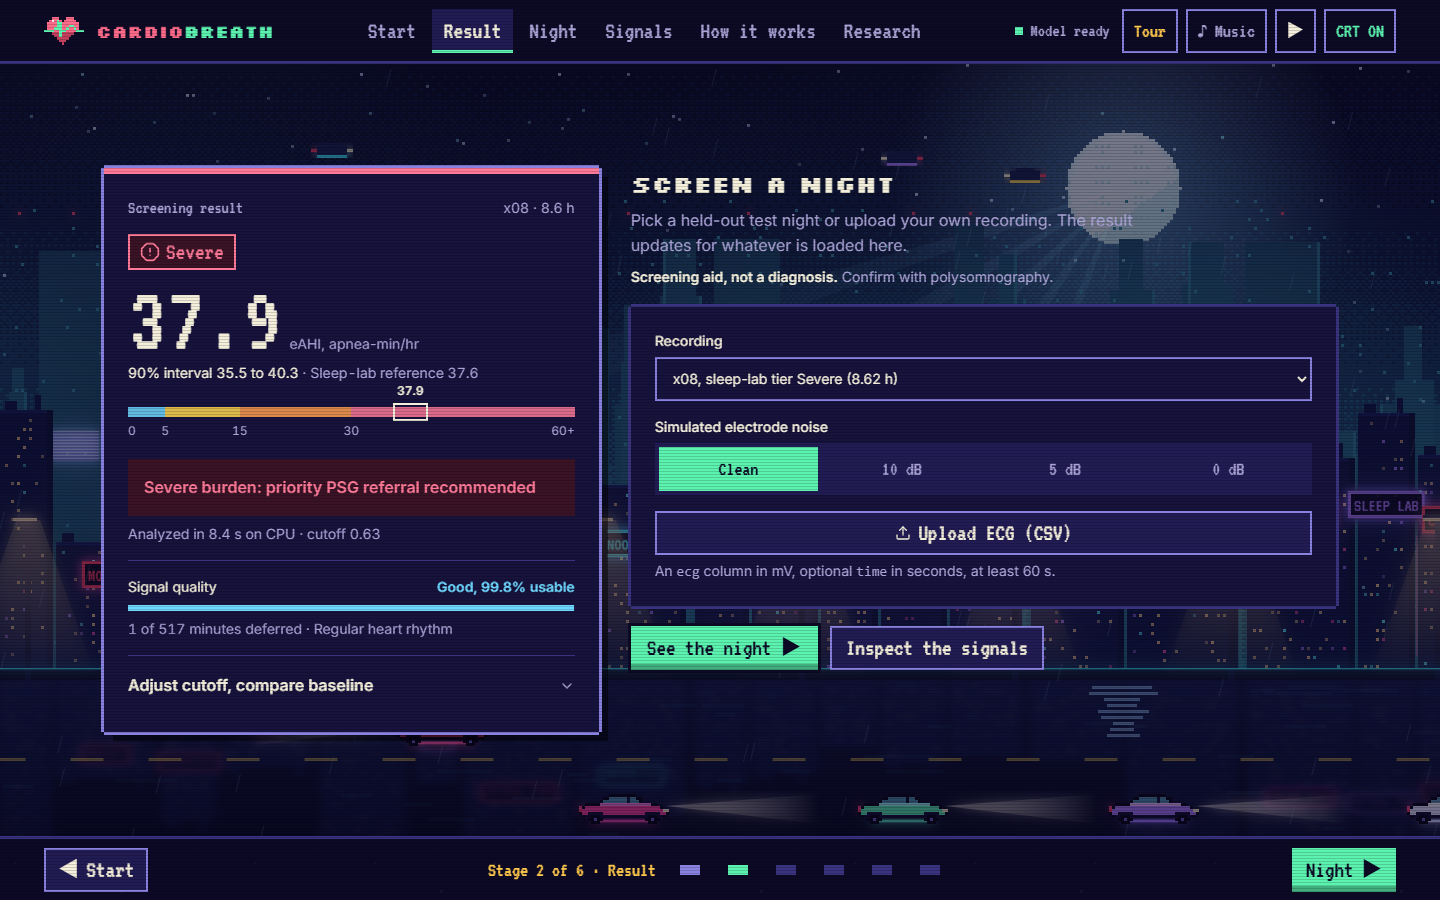 CARDIOBREATH
Start Result Night Signals How it works Research
Model ready
Tour
♪ Music
CRT ON
Screening result
x08 · 8.6 h
Severe
37.9 eAHI, apnea-min/hr
90% interval 35.5 to 40.3 · Sleep-lab reference 37.6
37.9
0 5 15 30 60+
Severe burden: priority PSG referral recommended
Analyzed in 8.4 s on CPU · cutoff 0.63
Signal quality
Good, 99.8% usable
1 of 517 minutes deferred · Regular heart rhythm
Adjust cutoff, compare baseline
SCREEN A NIGHT
Pick a held-out test night or upload your own recording. The result
updates for whatever is loaded here.
Screening aid, not a diagnosis. Confirm with polysomnography.
Recording
x08, sleep-lab tier Severe (8.62 h)
Simulated electrode noise
Clean 10 dB 5 dB 0 dB
Upload ECG (CSV)
An ecg column in mV, optional time in seconds, at least 60 s.
See the night
Inspect the signals
SLEEP LAB
Start
Stage 2 of 6 · Result
Night